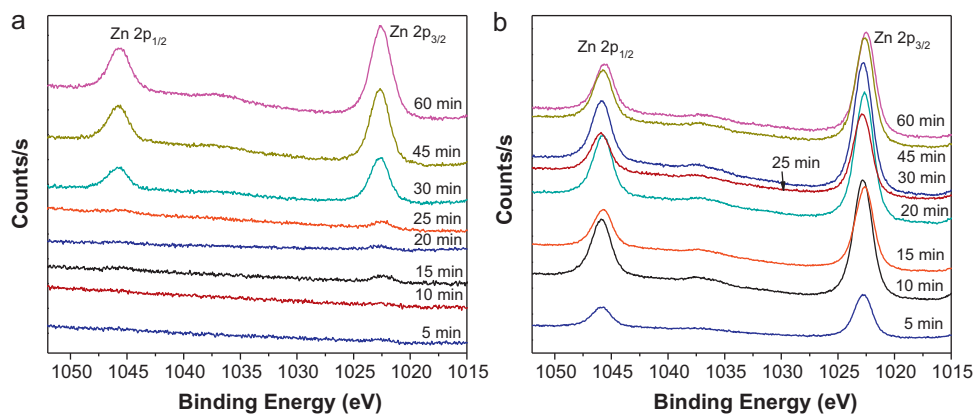 a
Zn 2p1/2
Zn 2p3/2
60 min
45 min
30 min
25 min
20 min
15 min
10 min
5 min
Counts/s
1050 1045 1040 1035 1030 1025 1020 1015
Binding Energy (eV)
b
Zn 2p1/2
Zn 2p3/2
60 min
45 min
25 min
30 min
20 min
15 min
10 min
5 min
Counts/s
1050 1045 1040 1035 1030 1025 1020 1015
Binding Energy (eV)